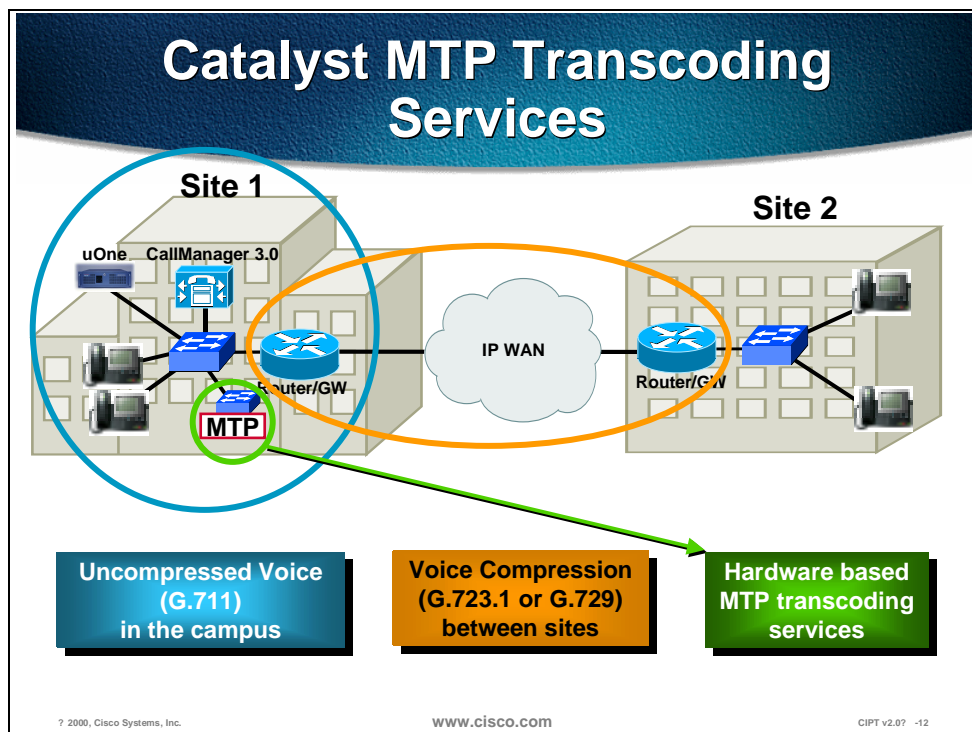 Catalyst MTP Transcoding
Services
Site 1
Site 2
uOne
CallManager 3.0
IP WAN
Router/GW
Router/GW
MTP
Uncompressed Voice
(G.711)
in the campus
Voice Compression
(G.723.1 or G.729)
between sites
Hardware based
MTP transcoding
services
? 2000, Cisco Systems, Inc.
www.cisco.com
CIPT v2.0? -12